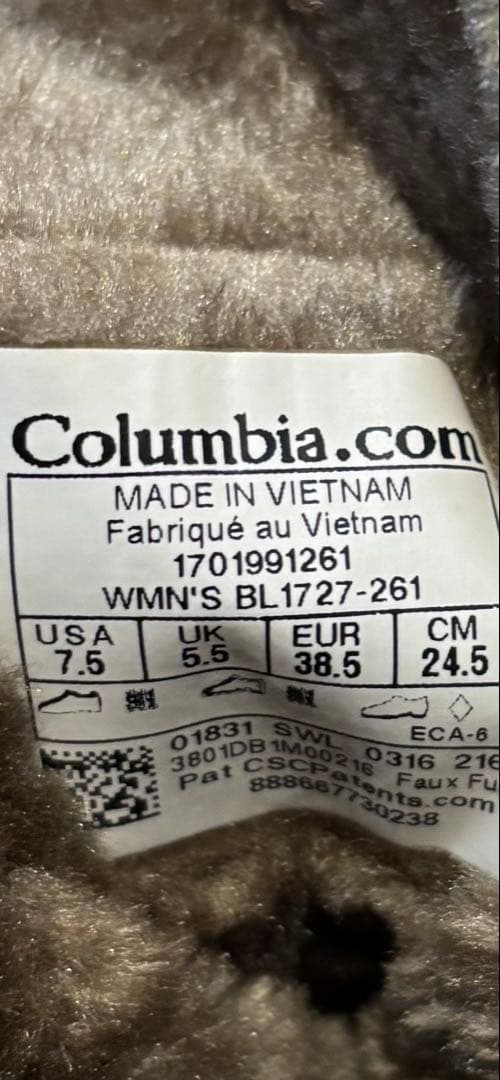 Columbia.com
MADE IN VIETNAM
Fabriqué au Vietnam
1701991261
WMN'S BL1727-261
USA UK EUR CM
7.5 5.5 38.5 24.5
ECA-6
01831 SWL 0316 216
3801DB1M00216 Faux Fu
Pat CSCPatents.com
888667730238